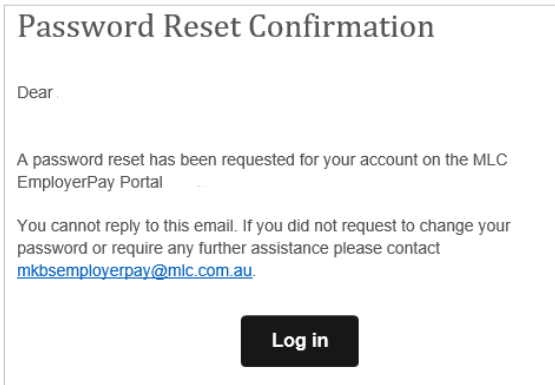 Password Reset Confirmation
Dear
A password reset has been requested for your account on the MLC
EmployerPay Portal
You cannot reply to this email. If you did not request to change your
password or require any further assistance please contact
mkbsemployerpay@mlc.com.au.
Log in